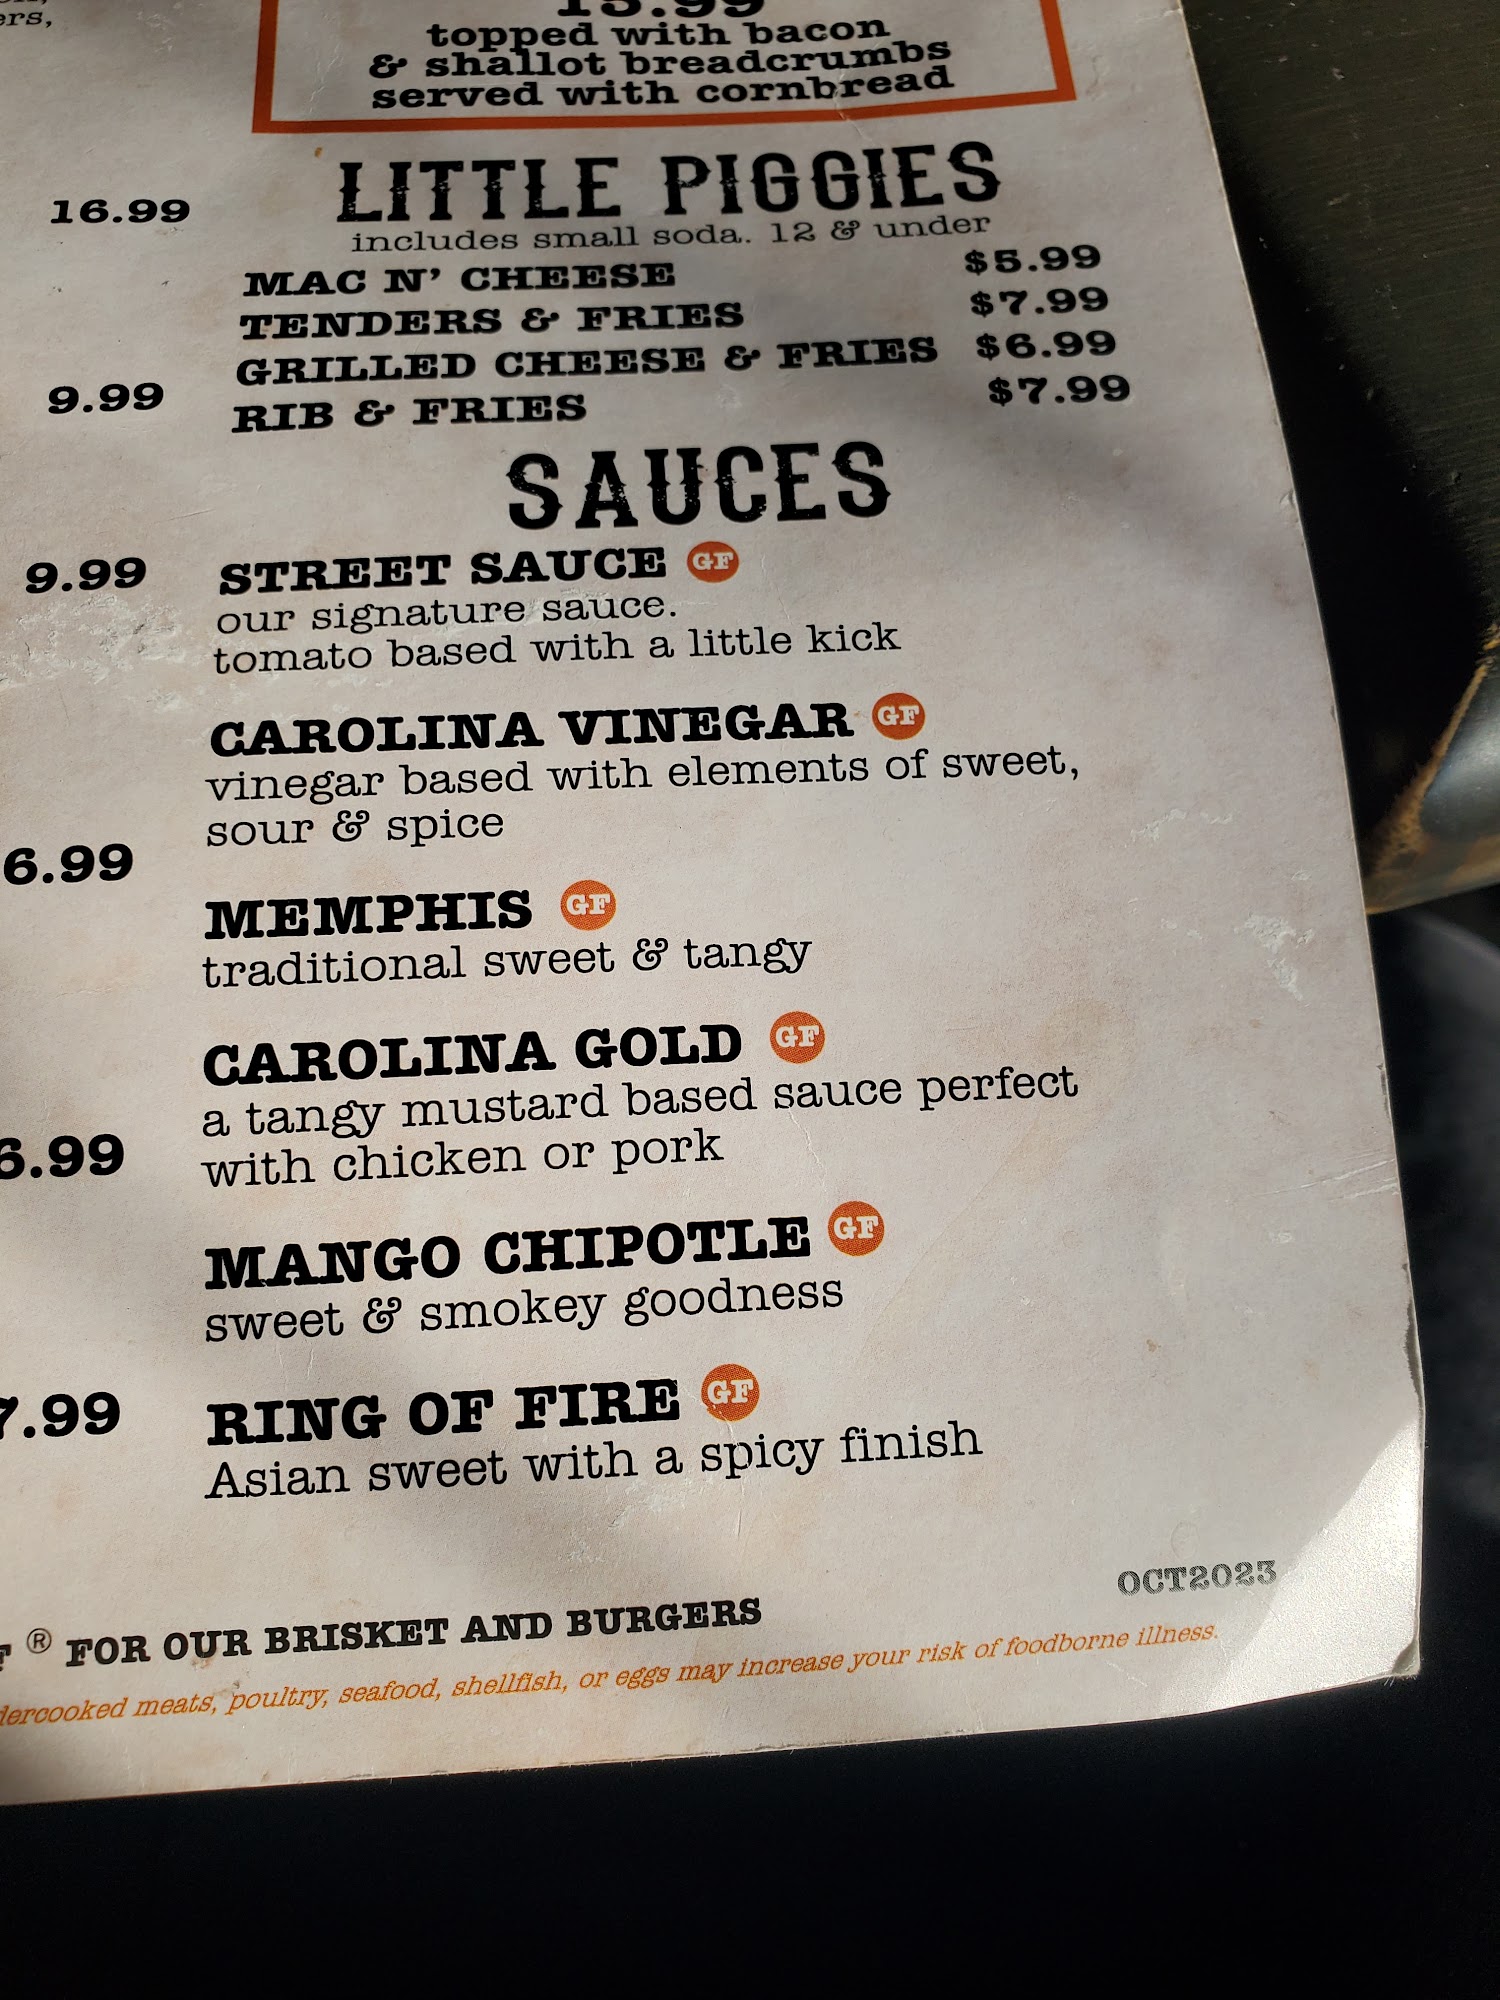 ers,
topped with bacon
& shallot breadcrumbs
served with cornbread
16.99
LITTLE PIGGIES
includes small soda. 12 & under
MAC N' CHEESE $5.99
TENDERS & FRIES $7.99
GRILLED CHEESE & FRIES $6.99
RIB & FRIES $7.99
9.99
SAUCES
9.99
STREET SAUCE GF
our signature sauce.
tomato based with a little kick
CAROLINA VINEGAR GF
vinegar based with elements of sweet,
sour & spice
6.99
MEMPHIS GF
traditional sweet & tangy
CAROLINA GOLD GF
a tangy mustard based sauce perfect
with chicken or pork
6.99
MANGO CHIPOTLE GF
sweet & smokey goodness
7.99
RING OF FIRE GF
Asian sweet with a spicy finish
OCT2023
® FOR OUR BRISKET AND BURGERS
dercooked meats, poultry, seafood, shellfish, or eggs may increase your risk of foodborne illness.